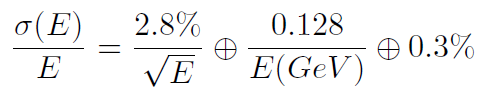 σ(E)/E = 2.8%/√E ⊕ 0.128/E(GeV) ⊕ 0.3%